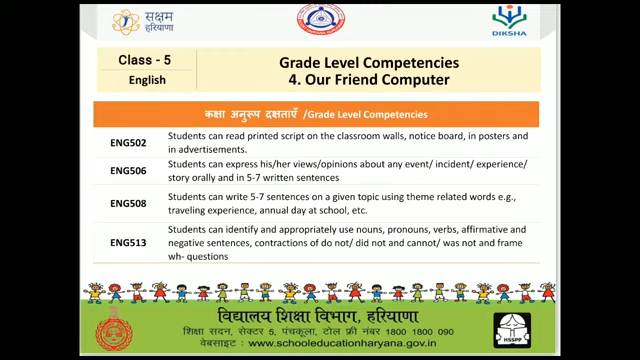 सक्षम
हरियाणा
DIKSHA
Class - 5
English
Grade Level Competencies
4. Our Friend Computer
कक्षा अनुरूप दक्षताएँ /Grade Level Competencies
ENG502
Students can read printed script on the classroom walls, notice board, in posters and
in advertisements.
ENG506
Students can express his/her views/opinions about any event/ incident/ experience/
story orally and in 5-7 written sentences
ENG508
Students can write 5-7 sentences on a given topic using theme related words e.g.,
traveling experience, annual day at school, etc.
ENG513
Students can identify and appropriately use nouns, pronouns, verbs, affirmative and
negative sentences, contractions of do not/ did not and cannot/ was not and frame
wh- questions
विद्यालय शिक्षा विभाग, हरियाणा
शिक्षा सदन, सेक्टर 5, पंचकूला, टोल फ्री नंबर 1800 1800 090
वेबसाइट : www.schooleducationharyana.gov.in
HSSPP